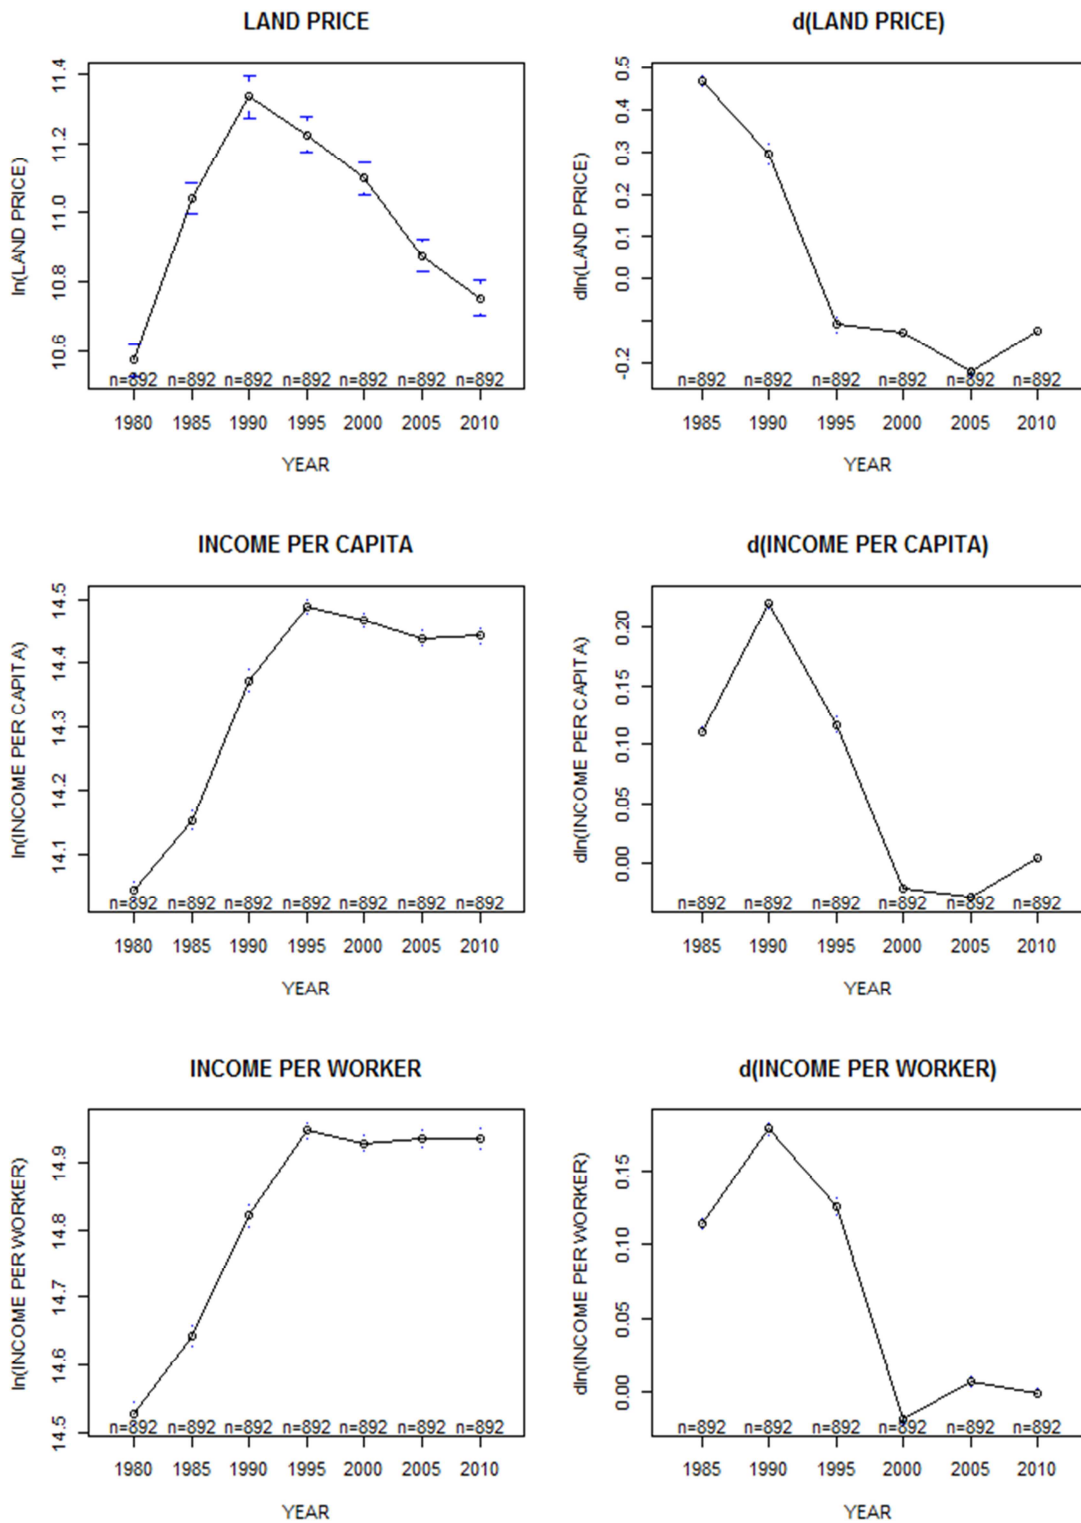 LAND PRICE
ln(LAND PRICE)
11.4
11.2
11.0
10.8
10.6
n=892 n=892 n=892 n=892 n=892 n=892 n=892
1980 1985 1990 1995 2000 2005 2010
YEAR
d(LAND PRICE)
dln(LAND PRICE)
0.5
0.4
0.3
0.2
0.1
0.0
-0.2
n=892 n=892 n=892 n=892 n=892 n=892
1985 1990 1995 2000 2005 2010
YEAR
INCOME PER CAPITA
ln(INCOME PER CAPITA)
14.5
14.4
14.3
14.2
14.1
n=892 n=892 n=892 n=892 n=892 n=892 n=892
1980 1985 1990 1995 2000 2005 2010
YEAR
d(INCOME PER CAPITA)
dln(INCOME PER CAPITA)
0.20
0.15
0.10
0.05
0.00
n=892 n=892 n=892 n=892 n=892 n=892
1985 1990 1995 2000 2005 2010
YEAR
INCOME PER WORKER
ln(INCOME PER WORKER)
14.9
14.8
14.7
14.6
14.5
n=892 n=892 n=892 n=892 n=892 n=892 n=892
1980 1985 1990 1995 2000 2005 2010
YEAR
d(INCOME PER WORKER)
dln(INCOME PER WORKER)
0.15
0.10
0.05
0.00
n=892 n=892 n=892 n=892 n=892 n=892
1985 1990 1995 2000 2005 2010
YEAR